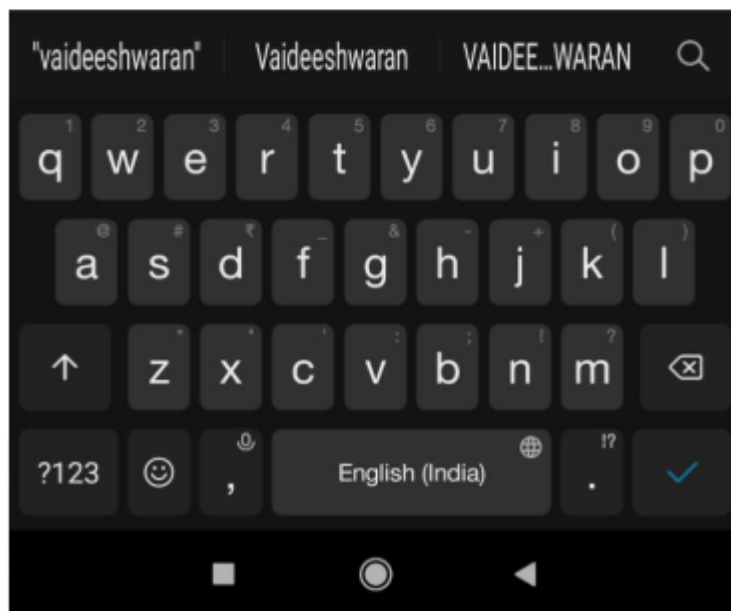 "vaideeshwaran" Vaideeshwaran VAIDEE...WARAN
1 2 3 4 5 6 7 8 9 0
q w e r t y u i o p
@ # ₹ _ & - + ( )
a s d f g h j k l
* " ' : ; ! ?
z x c v b n m
!?
?123 , English (India) .